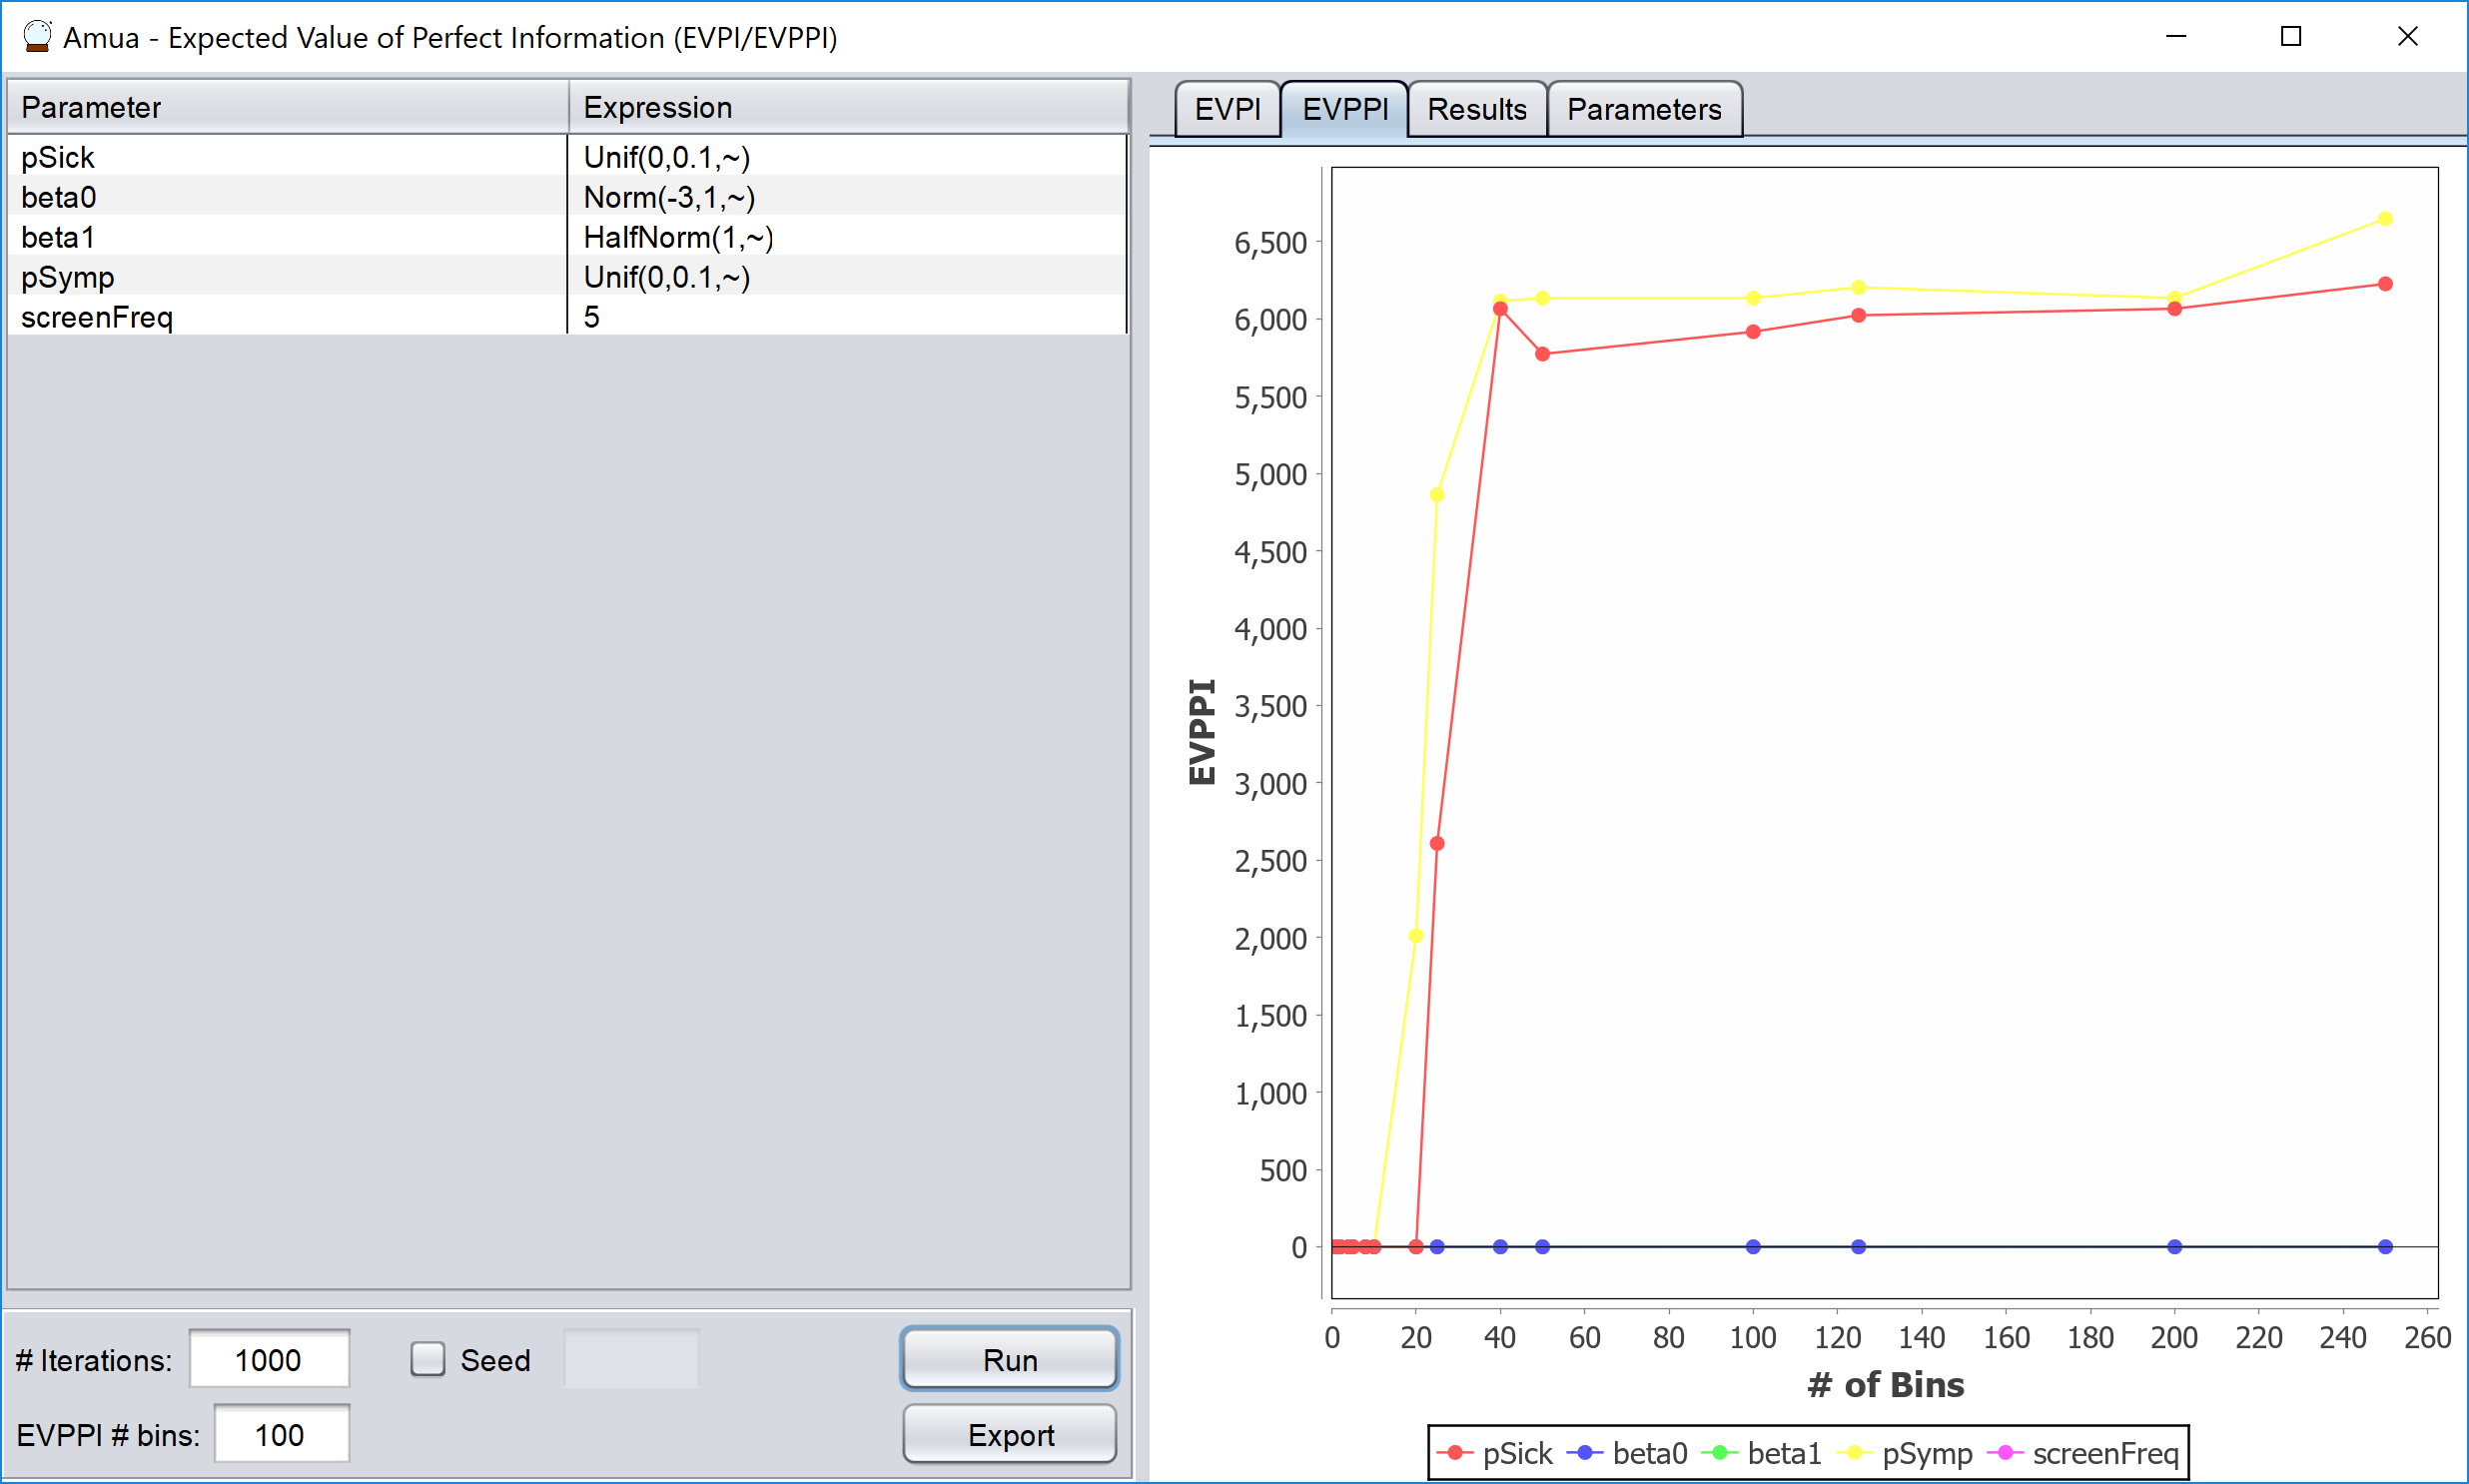 Amua - Expected Value of Perfect Information (EVPI/EVPPI)
Parameter Expression
pSick Unif(0,0.1,~)
beta0 Norm(-3,1,~)
beta1 HalfNorm(1,~)
pSymp Unif(0,0.1,~)
screenFreq 5
# Iterations: 1000 Seed Run
EVPPI # bins: 100 Export
EVPI EVPPI Results Parameters
EVPPI
6,500
6,000
5,500
5,000
4,500
4,000
3,500
3,000
2,500
2,000
1,500
1,000
500
0
0 20 40 60 80 100 120 140 160 180 200 220 240 260
# of Bins
pSick beta0 beta1 pSymp screenFreq